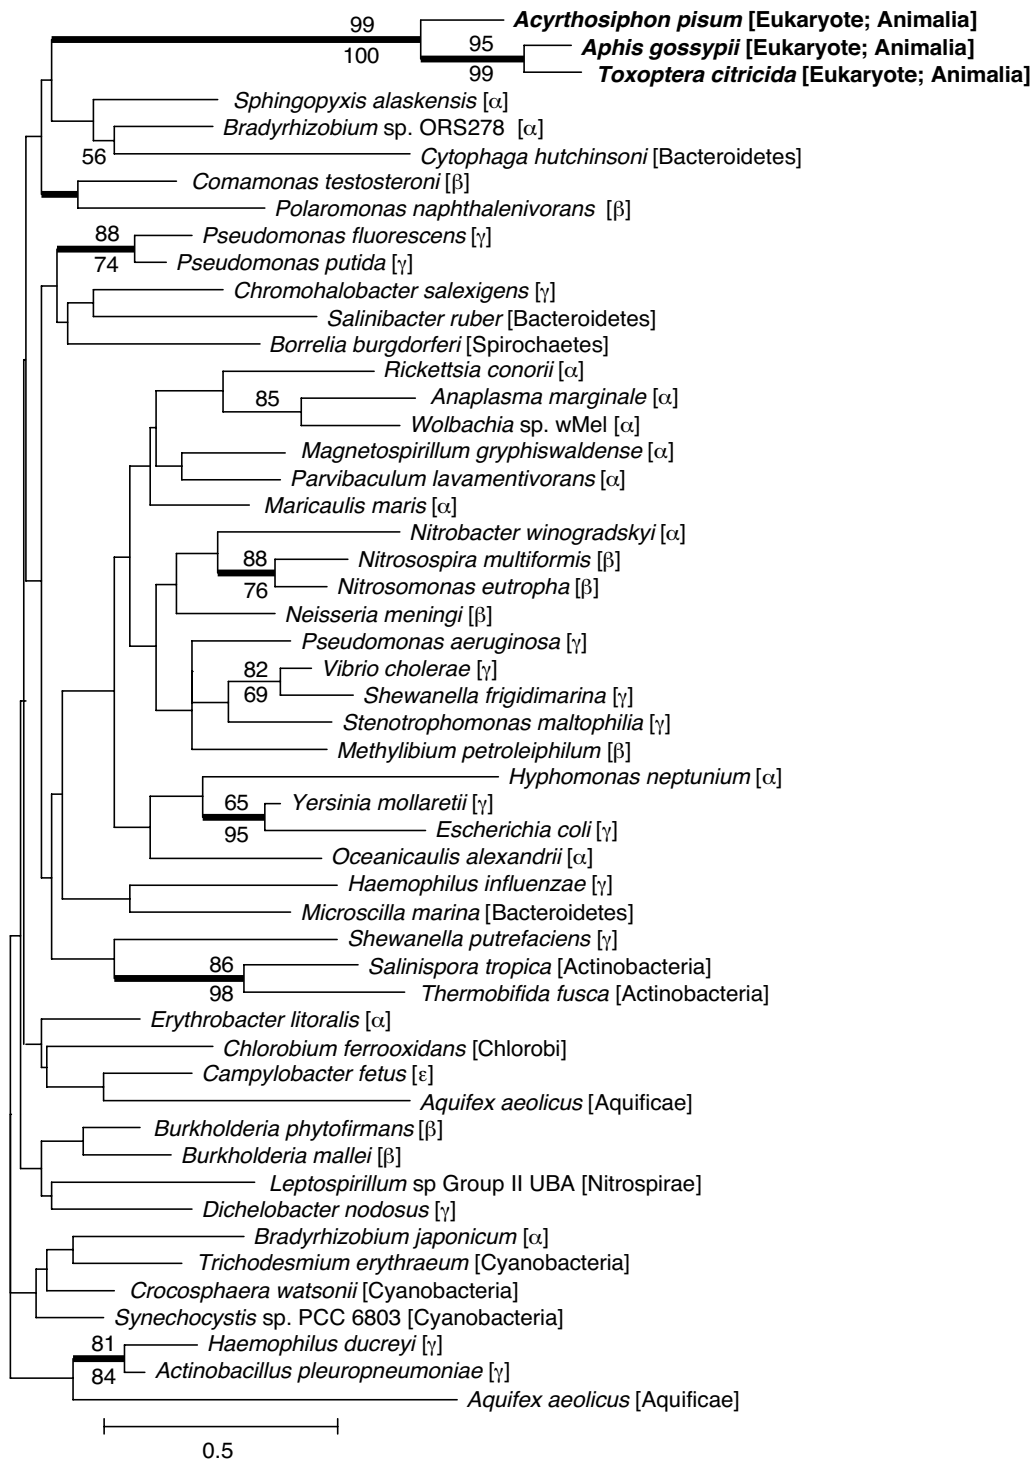 99
100
Acyrthosiphon pisum [Eukaryote; Animalia]
95
99
Aphis gossypii [Eukaryote; Animalia]
Toxoptera citricida [Eukaryote; Animalia]
Sphingopyxis alaskensis [α]
Bradyrhizobium sp. ORS278 [α]
56
Cytophaga hutchinsoni [Bacteroidetes]
Comamonas testosteroni [β]
Polaromonas naphthalenivorans [β]
88
74
Pseudomonas fluorescens [γ]
Pseudomonas putida [γ]
Chromohalobacter salexigens [γ]
Salinibacter ruber [Bacteroidetes]
Borrelia burgdorferi [Spirochaetes]
Rickettsia conorii [α]
85
Anaplasma marginale [α]
Wolbachia sp. wMel [α]
Magnetospirillum gryphiswaldense [α]
Parvibaculum lavamentivorans [α]
Maricaulis maris [α]
Nitrobacter winogradskyi [α]
88
76
Nitrosospira multiformis [β]
Nitrosomonas eutropha [β]
Neisseria meningi [β]
Pseudomonas aeruginosa [γ]
82
69
Vibrio cholerae [γ]
Shewanella frigidimarina [γ]
Stenotrophomonas maltophilia [γ]
Methylibium petroleiphilum [β]
Hyphomonas neptunium [α]
65
95
Yersinia mollaretii [γ]
Escherichia coli [γ]
Oceanicaulis alexandrii [α]
Haemophilus influenzae [γ]
Microscilla marina [Bacteroidetes]
Shewanella putrefaciens [γ]
86
98
Salinispora tropica [Actinobacteria]
Thermobifida fusca [Actinobacteria]
Erythrobacter litoralis [α]
Chlorobium ferrooxidans [Chlorobi]
Campylobacter fetus [ε]
Aquifex aeolicus [Aquificae]
Burkholderia phytofirmans [β]
Burkholderia mallei [β]
Leptospirillum sp Group II UBA [Nitrospirae]
Dichelobacter nodosus [γ]
Bradyrhizobium japonicum [α]
Trichodesmium erythraeum [Cyanobacteria]
Crocosphaera watsonii [Cyanobacteria]
Synechocystis sp. PCC 6803 [Cyanobacteria]
81
84
Haemophilus ducreyi [γ]
Actinobacillus pleuropneumoniae [γ]
Aquifex aeolicus [Aquificae]
0.5